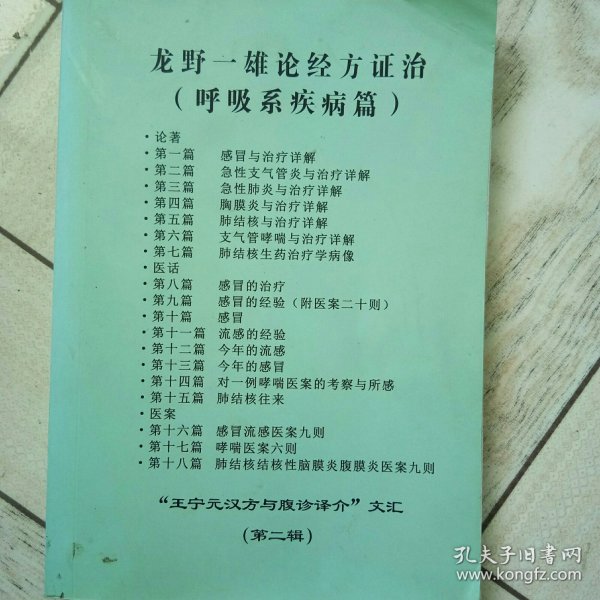 龙野一雄论经方证治
（呼吸系疾病篇）
·论著
·第一篇 感冒与治疗详解
·第二篇 急性支气管炎与治疗详解
·第三篇 急性肺炎与治疗详解
·第四篇 胸膜炎与治疗详解
·第五篇 肺结核与治疗详解
·第六篇 支气管哮喘与治疗详解
·第七篇 肺结核生药治疗学病像
·医话
·第八篇 感冒的治疗
·第九篇 感冒的经验（附医案二十则）
·第十篇 感冒
·第十一篇 流感的经验
·第十二篇 今年的流感
·第十三篇 今年的感冒
·第十四篇 对一例哮喘医案的考察与所感
·第十五篇 肺结核往来
·医案
·第十六篇 感冒流感医案九则
·第十七篇 哮喘医案六则
·第十八篇 肺结核结核性脑膜炎腹膜炎医案九则
“王宁元汉方与腹诊译介”文汇
（第二辑）
孔夫子旧书网
www.kongfz.com